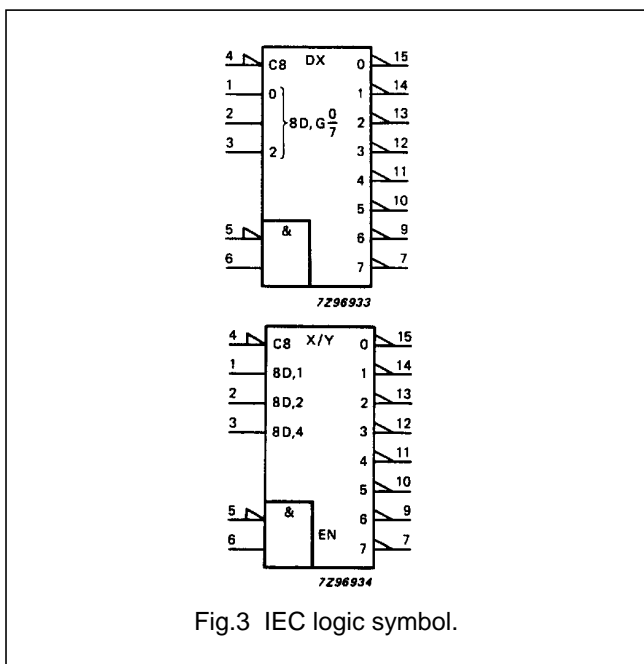 4 C8 DX 0 15
1 0 1 14
2 8D,G 0/7 2 13
3 2 3 12
4 11
5 10
5 & 6 9
6 7 7
7Z96933
4 C8 X/Y 0 15
1 8D,1 1 14
2 8D,2 2 13
3 8D,4 3 12
4 11
5 10
5 & 6 9
6 EN 7 7
7Z96934
Fig.3 IEC logic symbol.